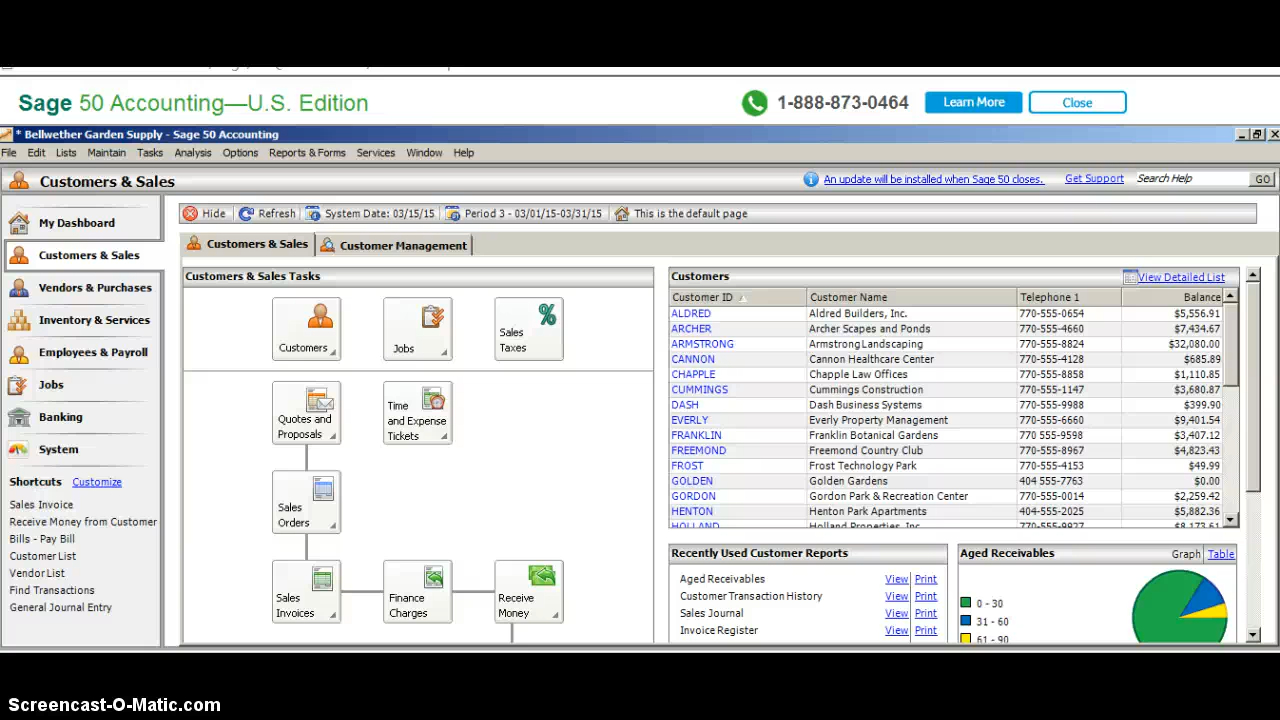 Sage 50 Accounting—U.S. Edition
1-888-873-0464
Learn More
Close
* Bellwether Garden Supply - Sage 50 Accounting
File Edit Lists Maintain Tasks Analysis Options Reports & Forms Services Window Help
Customers & Sales
An update will be installed when Sage 50 closes.
Get Support
Search Help
GO
My Dashboard
Customers & Sales
Vendors & Purchases
Inventory & Services
Employees & Payroll
Jobs
Banking
System
Shortcuts Customize
Sales Invoice
Receive Money from Customer
Bills - Pay Bill
Customer List
Vendor List
Find Transactions
General Journal Entry
Hide Refresh System Date: 03/15/15 Period 3 - 03/01/15-03/31/15 This is the default page
Customers & Sales
Customer Management
Customers & Sales Tasks
Customers
Jobs
Sales
Taxes
Quotes and
Proposals
Time
and Expense
Tickets
Sales
Orders
Sales
Invoices
Finance
Charges
Receive
Money
Customers
View Detailed List
Customer ID Customer Name Telephone 1 Balance
ALDRED Aldred Builders, Inc. 770-555-0654 $5,556.91
ARCHER Archer Scapes and Ponds 770-555-4660 $7,434.67
ARMSTRONG Armstrong Landscaping 770-555-8824 $32,080.00
CANNON Cannon Healthcare Center 770-555-4128 $685.89
CHAPPLE Chapple Law Offices 770-555-8858 $1,110.85
CUMMINGS Cummings Construction 770-555-1147 $3,680.87
DASH Dash Business Systems 770-555-9988 $399.90
EVERLY Everly Property Management 770-555-6660 $9,401.54
FRANKLIN Franklin Botanical Gardens 770 555-9598 $3,407.12
FREEMOND Freemond Country Club 770-555-8967 $4,823.43
FROST Frost Technology Park 770-555-4153 $49.99
GOLDEN Golden Gardens 404 555-7763 $0.00
GORDON Gordon Park & Recreation Center 770-555-0014 $2,259.42
HENTON Henton Park Apartments 404-555-2025 $5,882.36
HOLLAND Holland Properties, Inc. 770-555-9927 $8,173.61
Recently Used Customer Reports
Aged Receivables View Print
Customer Transaction History View Print
Sales Journal View Print
Invoice Register View Print
Aged Receivables
Graph Table
0 - 30
31 - 60
61 - 90
Screencast-O-Matic.com